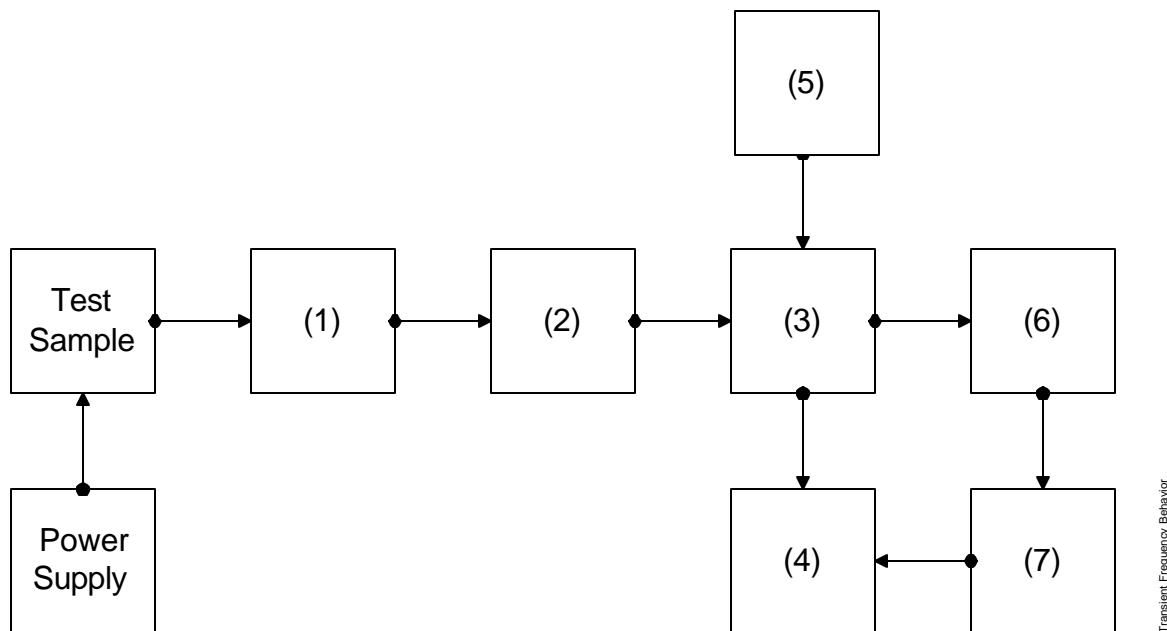 (5)
Test
Sample
(1)
(2)
(3)
(6)
Power
Supply
(4)
(7)
Transient Frequency Behavior